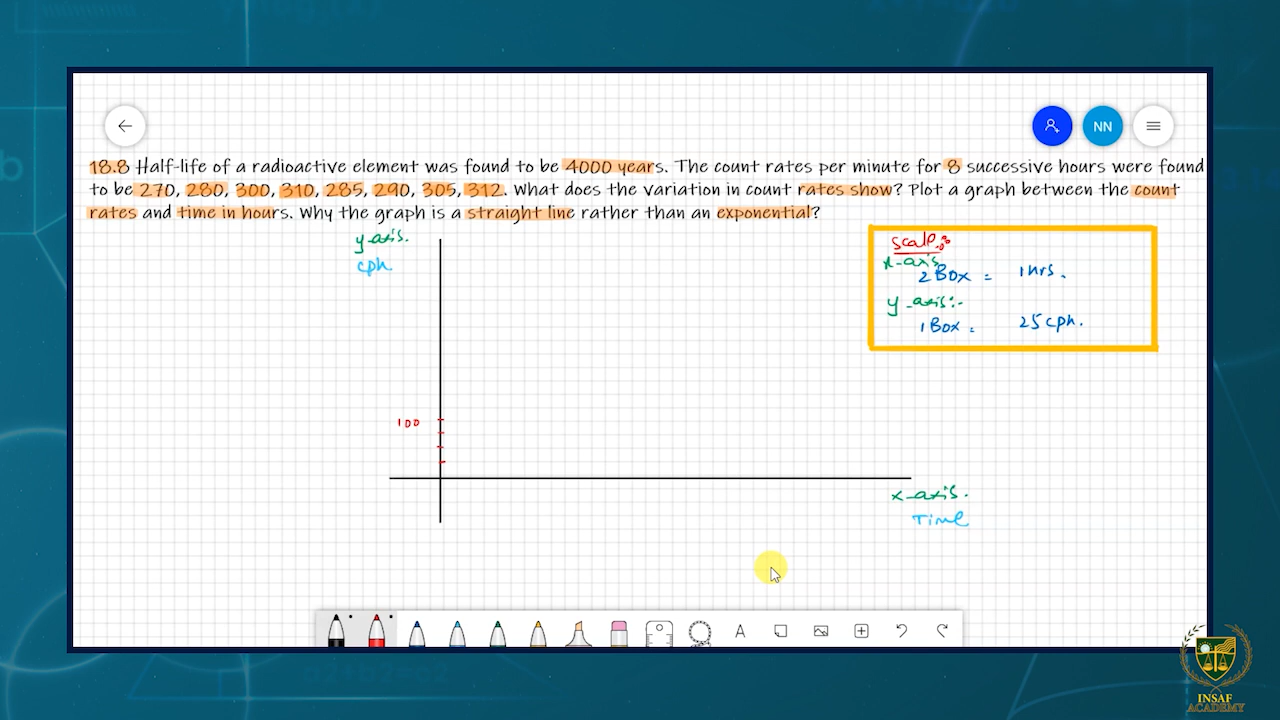 NN
18.8 Half-life of a radioactive element was found to be 4000 years. The count rates per minute for 8 successive hours were found
to be 270, 280, 300, 310, 285, 290, 305, 312. What does the variation in count rates show? Plot a graph between the count
rates and time in hours. Why the graph is a straight line rather than an exponential?
y-axis.
cph
x-axis
2 Box = 1 hrs.
y-axis:-
1 Box = 25 cph.
100
x-axis.
Time
A
INSAF
ACADEMY